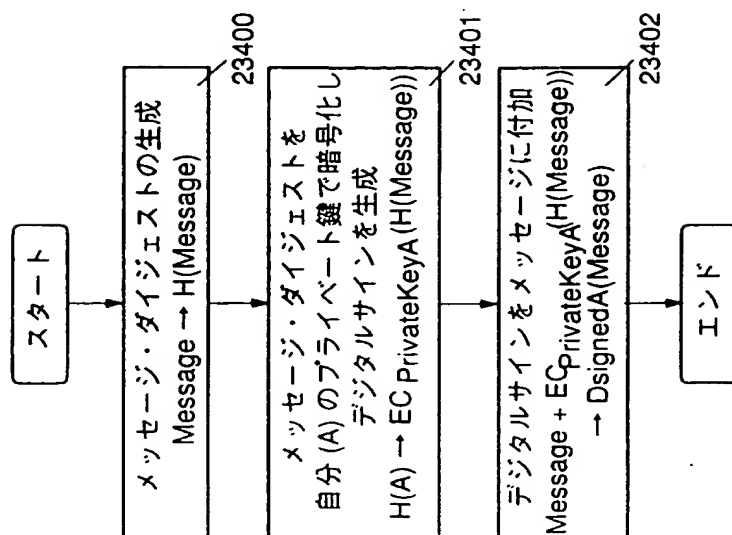 スタート
メッセージ・ダイジェストの生成
Message → H(Message)
23400
メッセージ・ダイジェストを
自分(A)のプライベート鍵で暗号化し
デジタルサインを生成
H(A) → EC PrivateKeyA (H(Message))
23401
デジタルサインをメッセージに付加
Message + EC PrivateKeyA (H(Message))
→ DsignedA(Message)
23402
エンド